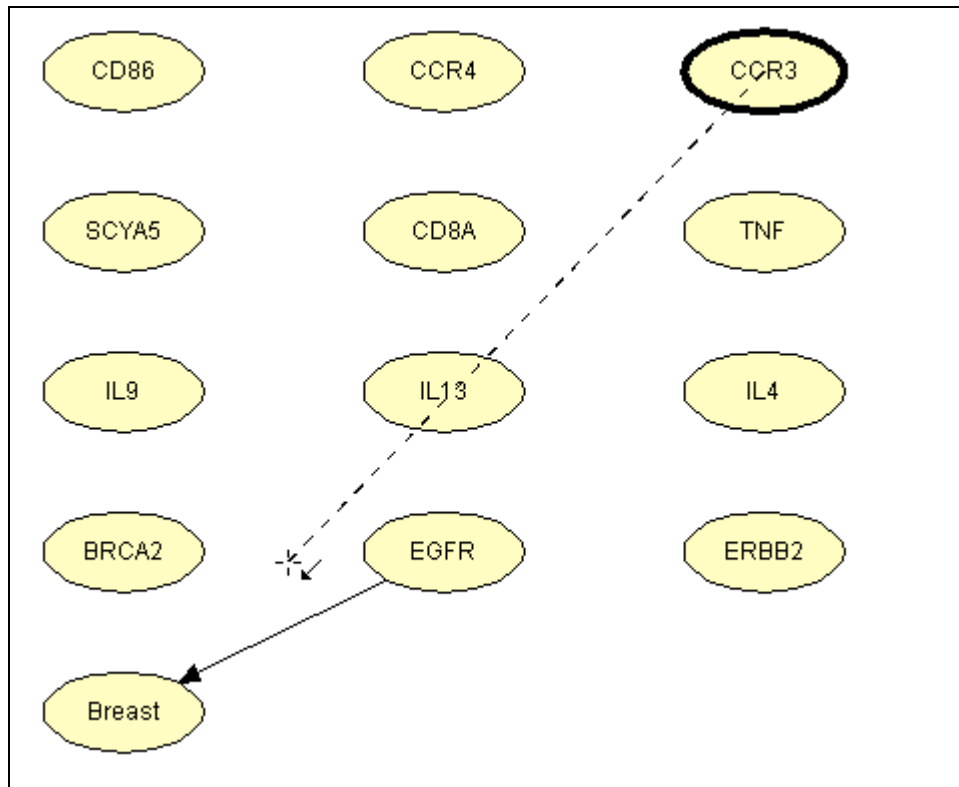 CD86 CCR4 CCR3
SCYA5 CD8A TNF
IL9 IL13 IL4
BRCA2 EGFR ERBB2
Breast